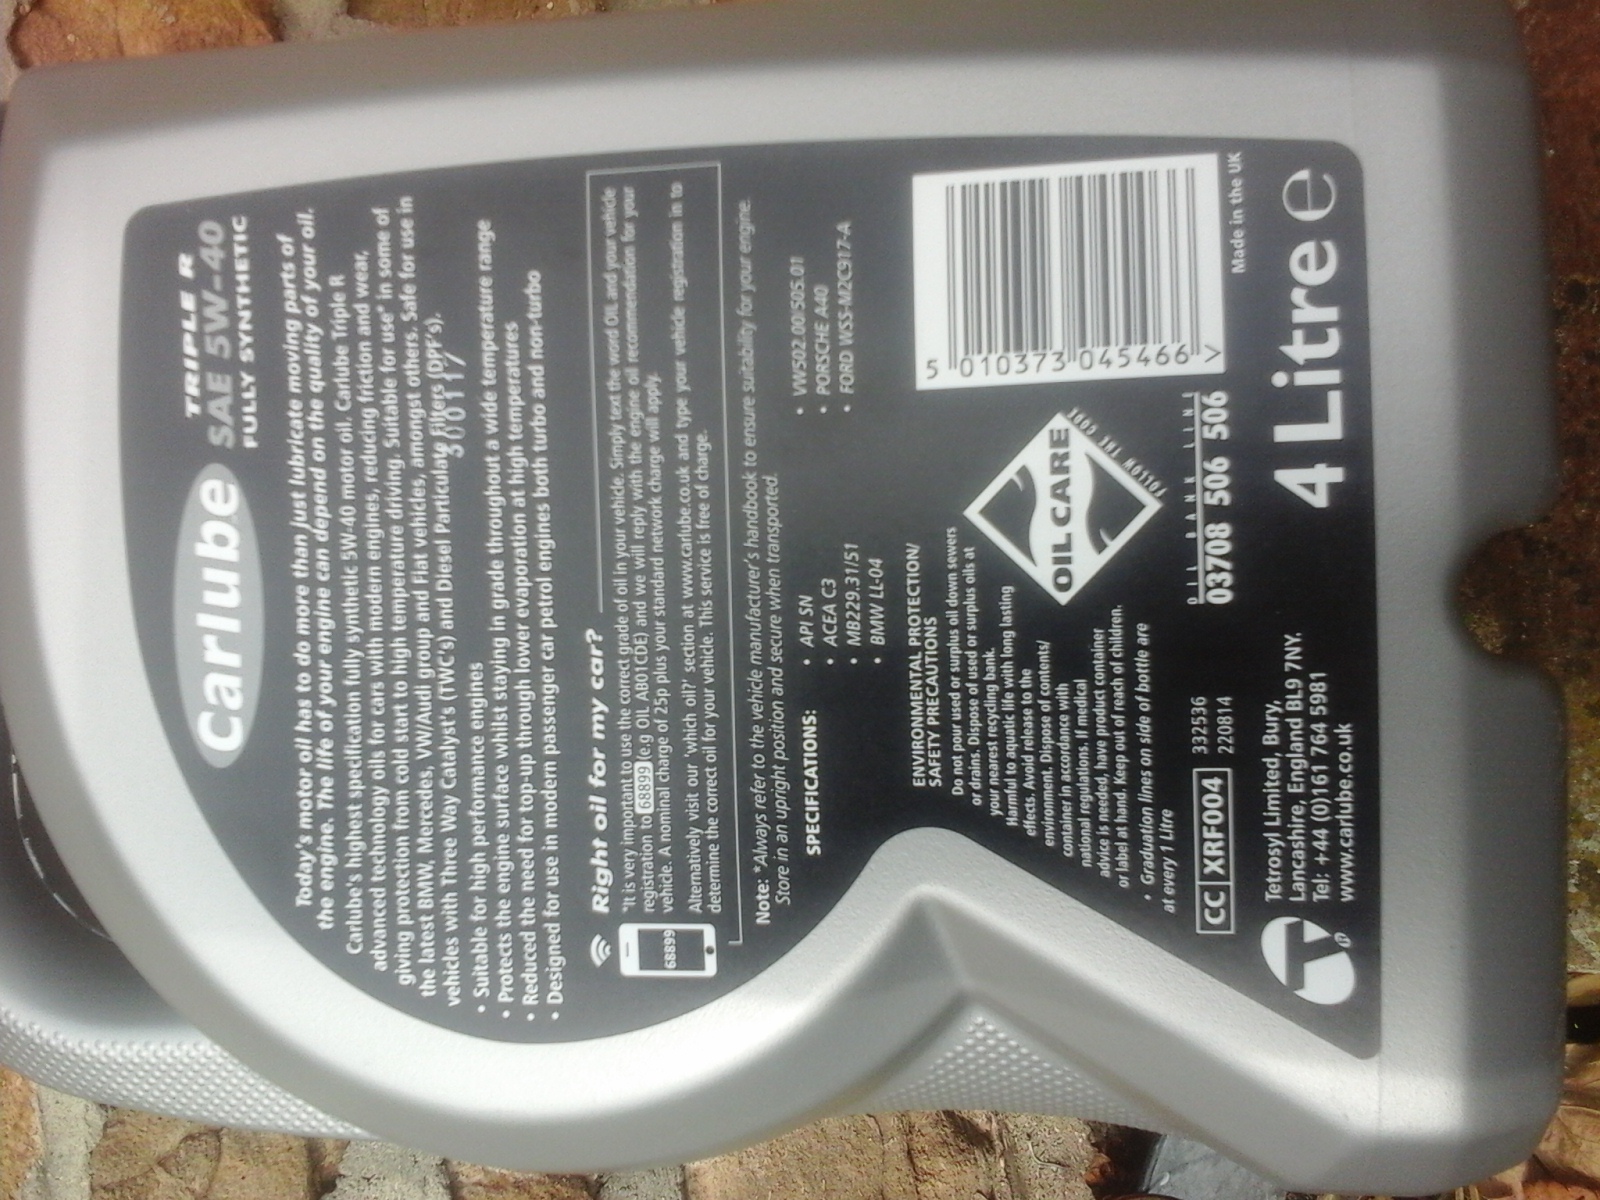 TRIPLE R
Carlube SAE 5W-40
FULLY SYNTHETIC
Today's motor oil has to do more than just lubricate moving parts of
the engine. The life of your engine can depend on the quality of your oil.
Carlube's highest specification fully synthetic 5W-40 motor oil. Carlube Triple R
advanced technology oils for cars with modern engines, reducing friction and wear,
giving protection from cold start to high temperature driving. Suitable for use* in some of
the latest BMW, Mercedes, VW/Audi group and Fiat vehicles, amongst others. Safe for use in
vehicles with Three Way Catalyst's (TWC's) and Diesel Particulate Filters (DPF's).
300117
• Suitable for high performance engines
• Protects the engine surface whilst staying in grade throughout a wide temperature range
• Reduced the need for top-up through lower evaporation at high temperatures
• Designed for use in modern passenger car petrol engines both turbo and non-turbo
Right oil for my car?
*It is very important to use the correct grade of oil in your vehicle. Simply text the word OIL and your vehicle
registration to 68899 (e.g OIL AB01CDE) and we will reply with the engine oil recommendation for your
vehicle. A nominal charge of 25p plus your standard network charge will apply.
68899
Alternatively visit our 'which oil?' section at www.carlube.co.uk and type your vehicle registration in to
determine the correct oil for your vehicle. This service is free of charge.
Note: *Always refer to the vehicle manufacturer's handbook to ensure suitability for your engine.
Store in an upright position and secure when transported.
SPECIFICATIONS:
• API SN
• ACEA C3
• MB229.31/51
• BMW LL-04
• VW502.00 505.01
• PORSCHE A40
• FORD WSS-M2C917-A
ENVIRONMENTAL PROTECTION/
SAFETY PRECAUTIONS
Do not pour used or surplus oil down sewers
or drains. Dispose of used or surplus oils at
your nearest recycling bank.
Harmful to aquatic life with long lasting
effects. Avoid release to the
environment. Dispose of contents/
container in accordance with
national regulations. If medical
advice is needed, have product container
or label at hand. Keep out of reach of children.
• Graduation lines on side of bottle are
at every 1 Litre
OIL CARE
FOLLOW THE CODE
OIL BANK LINE
03708 506 506
5 010373 045466 >
Made in the UK
CC XRF004
332536
220814
Tetrosyl Limited, Bury,
Lancashire, England BL9 7NY.
Tel: +44 (0)161 764 5981
www.carlube.co.uk
4 Litre e